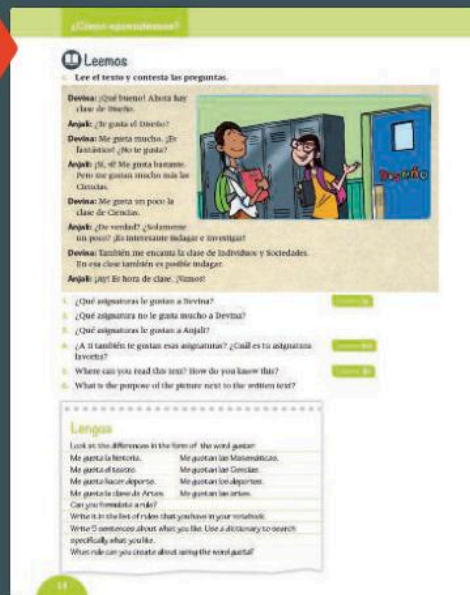 ¿Cómo aprendemos?
Leemos
Lee el texto y contesta las preguntas.
Devina: ¡Qué bueno! Ahora hay
clase de Diseño.
Anjali: ¿Te gusta el Diseño?
Devina: Me gusta mucho. ¡Es
fantástico! ¿No te gusta?
Anjali: ¡Sí, sí! Me gusta bastante.
Pero me gustan mucho más las
Ciencias.
Devina: Me gusta un poco la
clase de Ciencias.
Anjali: ¿De verdad? ¿Solamente
un poco? ¡Es interesante indagar e investigar!
Devina: También me encanta la clase de Individuos y Sociedades.
En esa clase también es posible indagar.
Anjali: ¡Ay! Es hora de clase. ¡Vamos!
DISEÑO
1. ¿Qué asignaturas le gustan a Devina?
2. ¿Qué asignatura no le gusta mucho a Devina?
3. ¿Qué asignaturas le gustan a Anjali?
4. ¿A ti también te gustan esas asignaturas? ¿Cuál es tu asignatura
favorita?
5. Where can you read this text? How do you know this?
6. What is the purpose of the picture next to the written text?
Lengua
Look at the differences in the form of the word gustar:
Me gusta la historia. Me gustan las Matemáticas.
Me gusta el teatro. Me gustan las Ciencias.
Me gusta hacer deporte. Me gustan los deportes.
Me gusta la clase de Artes. Me gustan las artes.
Can you formulate a rule?
Write it in the list of rules that you have in your notebook.
Write 5 sentences about what you like. Use a dictionary to search
specifically what you like.
What rule can you create about using the word gusta?
14